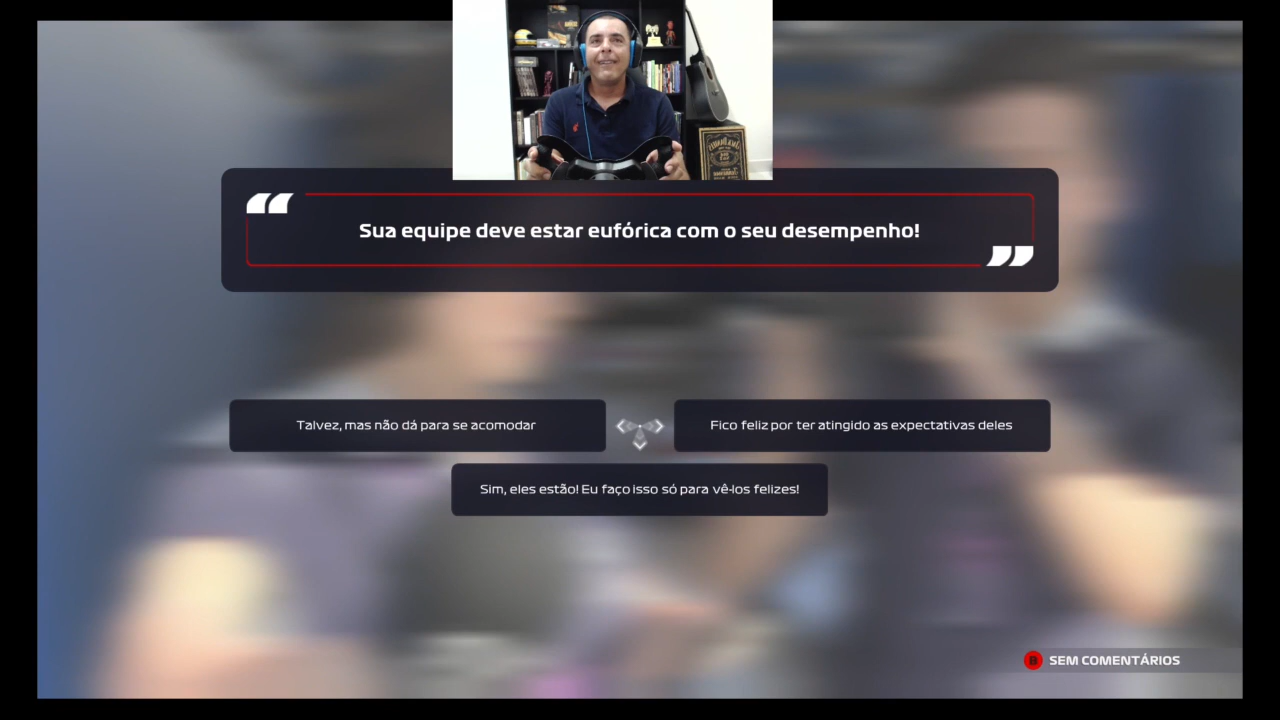 Sua equipe deve estar eufórica com o seu desempenho!
Talvez, mas não dá para se acomodar
Fico feliz por ter atingido as expectativas deles
Sim, eles estão! Eu faço isso só para vê-los felizes!
B SEM COMENTÁRIOS